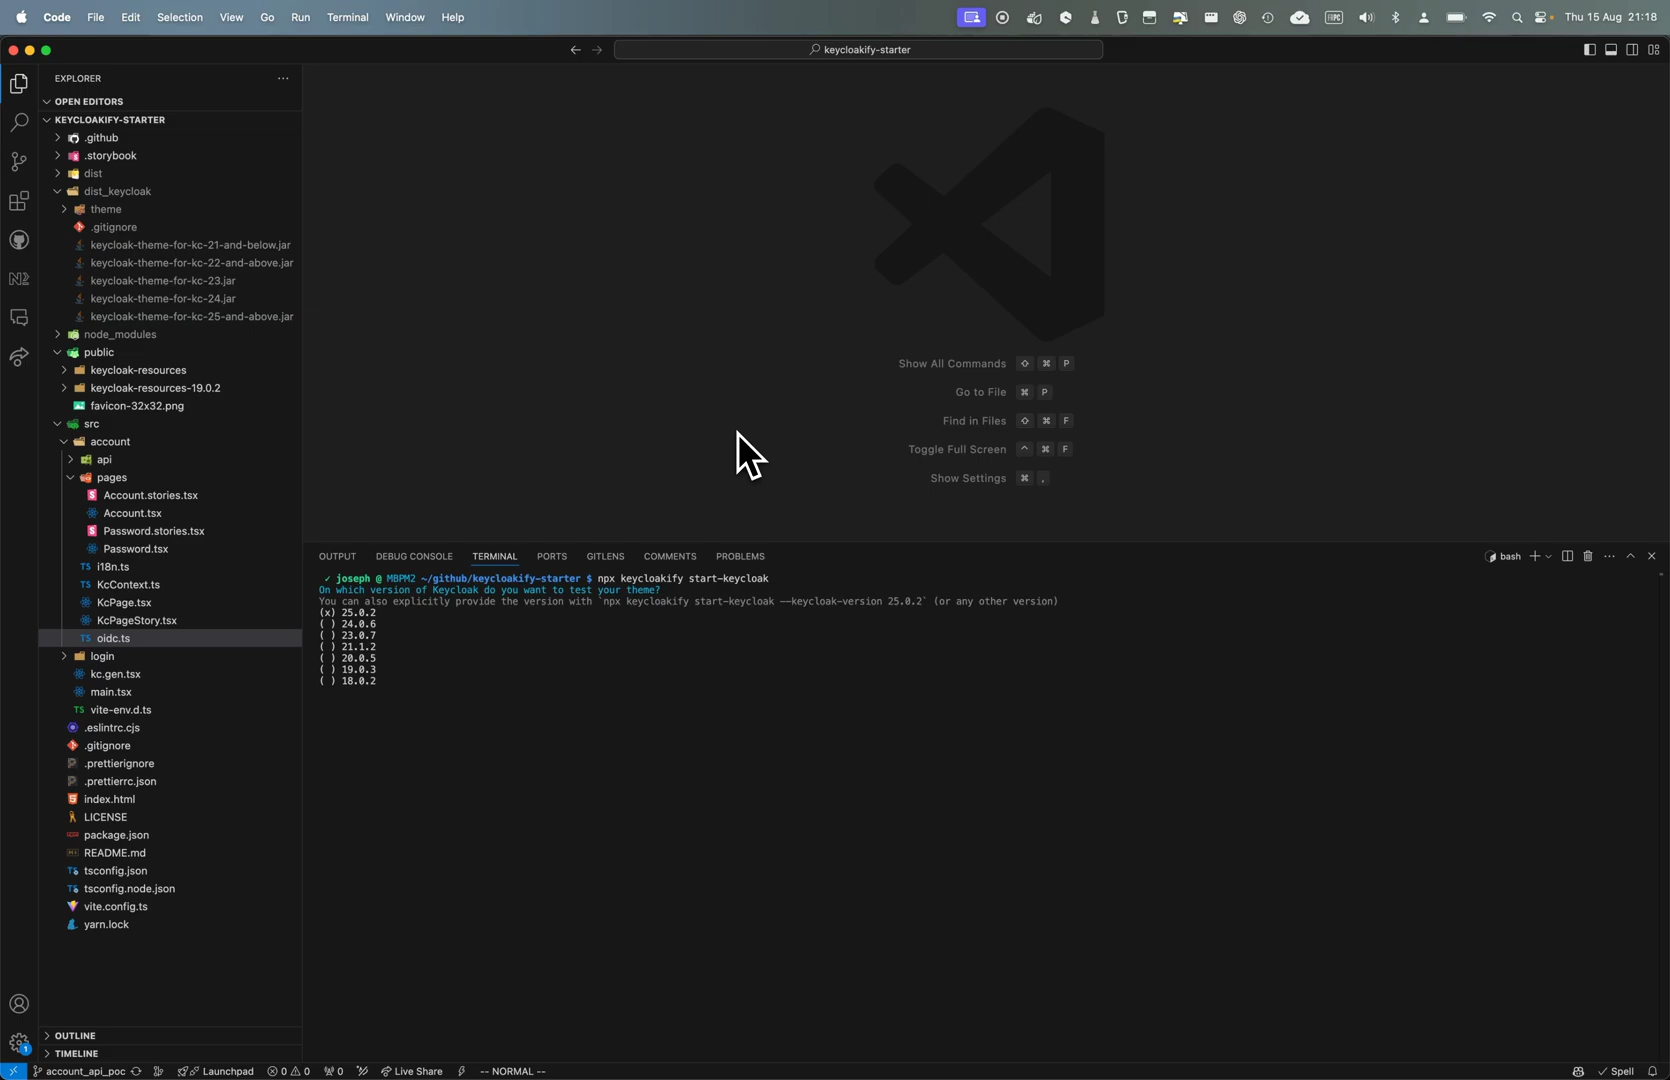 Code File Edit Selection View Go Run Terminal Window Help
Thu 15 Aug 21:18
keycloakify-starter
EXPLORER
OPEN EDITORS
KEYCLOAKIFY-STARTER
.github
.storybook
dist
dist_keycloak
theme
.gitignore
keycloak-theme-for-kc-21-and-below.jar
keycloak-theme-for-kc-22-and-above.jar
keycloak-theme-for-kc-23.jar
keycloak-theme-for-kc-24.jar
keycloak-theme-for-kc-25-and-above.jar
node_modules
public
keycloak-resources
keycloak-resources-19.0.2
favicon-32x32.png
src
account
api
pages
Account.stories.tsx
Account.tsx
Password.stories.tsx
Password.tsx
TS i18n.ts
TS KcContext.ts
KcPage.tsx
KcPageStory.tsx
TS oidc.ts
login
kc.gen.tsx
main.tsx
TS vite-env.d.ts
.eslintrc.cjs
.gitignore
.prettierignore
.prettierrc.json
index.html
LICENSE
package.json
README.md
tsconfig.json
tsconfig.node.json
vite.config.ts
yarn.lock
OUTLINE
TIMELINE
Show All Commands ⇧ ⌘ P
Go to File ⌘ P
Find in Files ⇧ ⌘ F
Toggle Full Screen ^ ⌘ F
Show Settings ⌘ ,
OUTPUT DEBUG CONSOLE TERMINAL PORTS GITLENS COMMENTS PROBLEMS
bash
✓ joseph @ MBPM2 ~/github/keycloakify-starter $ npx keycloakify start-keycloak
On which version of Keycloak do you want to test your theme?
You can also explicitly provide the version with `npx keycloakify start-keycloak --keycloak-version 25.0.2` (or any other version)
(x) 25.0.2
( ) 24.0.6
( ) 23.0.7
( ) 21.1.2
( ) 20.0.5
( ) 19.0.3
( ) 18.0.2
1
account_api_poc Launchpad 0 0 0 Live Share -- NORMAL --
Spell